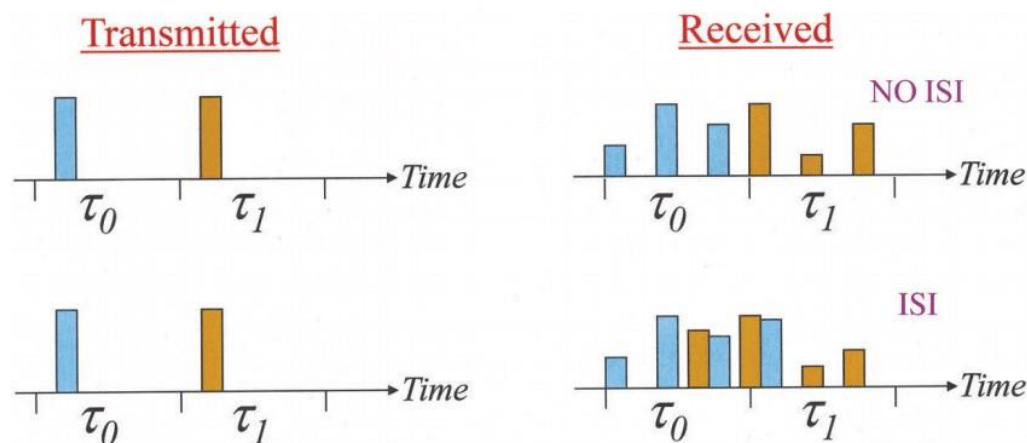 Transmitted
Received
NO ISI
Time
τ0
τ1
Time
τ0
τ1
ISI
Time
τ0
τ1
Time
τ0
τ1